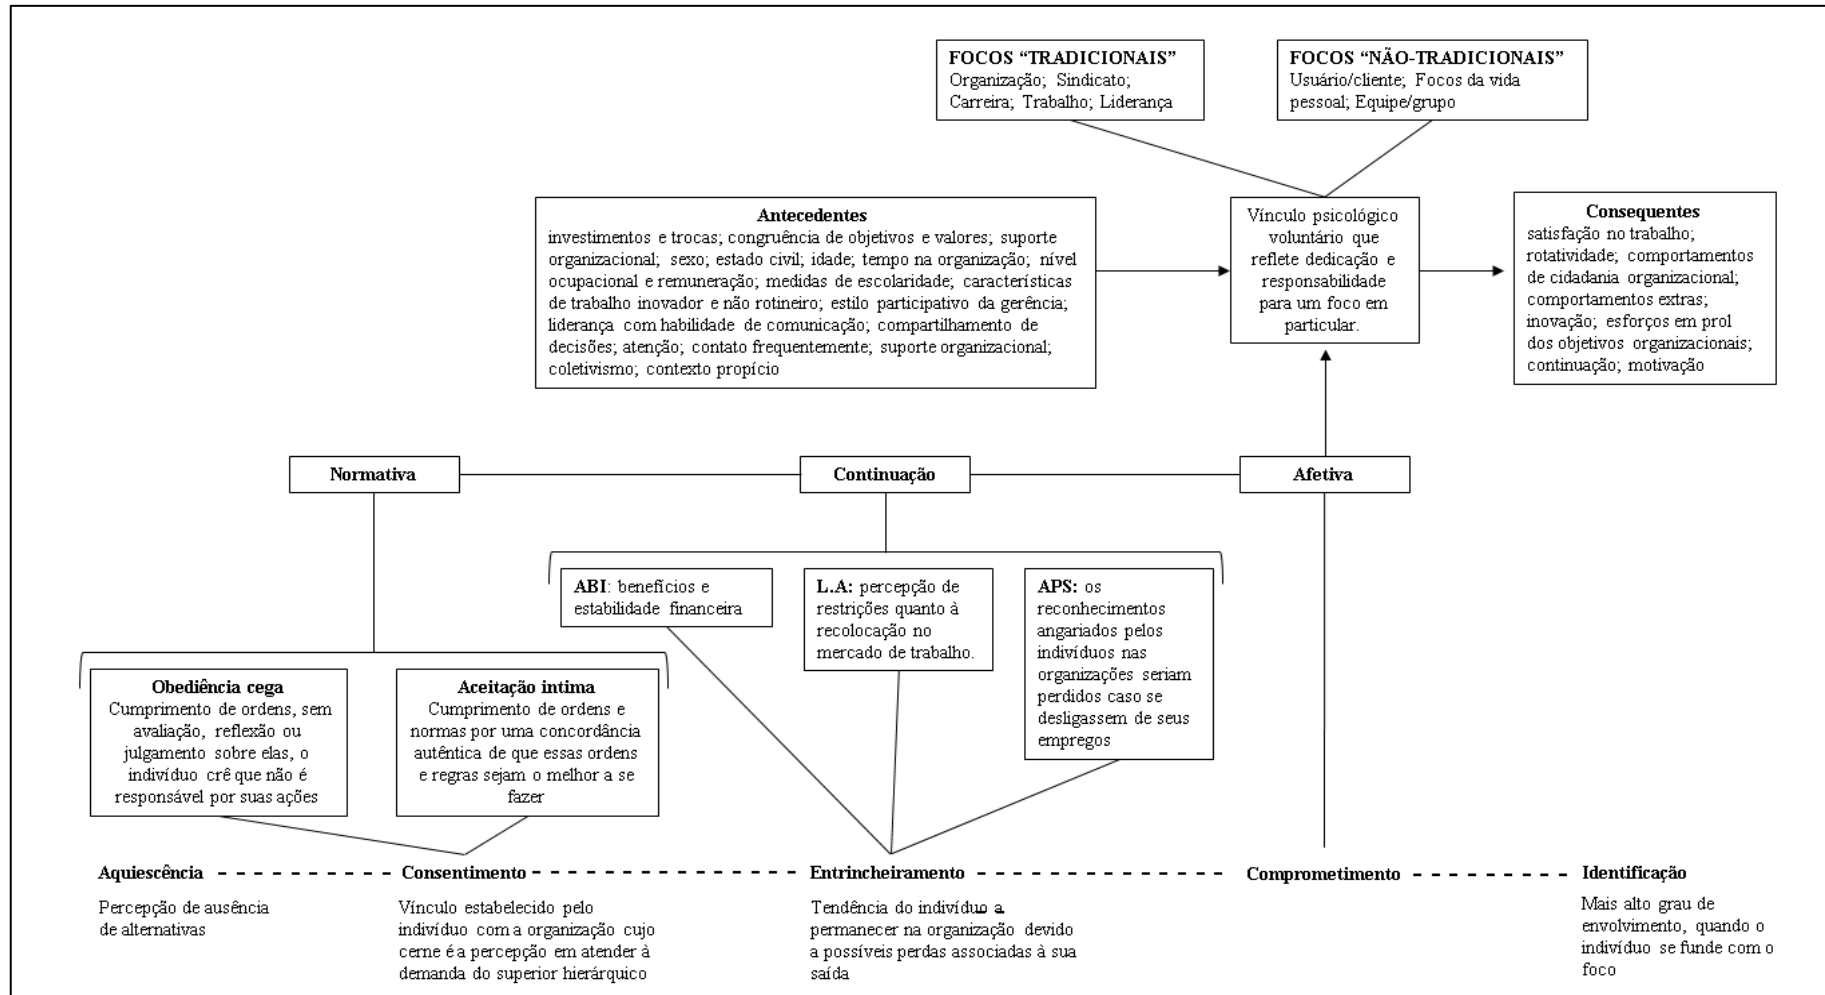 FOCOS “TRADICIONAIS”
Organização; Sindicato;
Carreira; Trabalho; Liderança
FOCOS “NÃO-TRADICIONAIS”
Usuário/cliente; Focos da vida
pessoal; Equipe/grupo
Antecedentes
investimentos e trocas; congruência de objetivos e valores; suporte
organizacional; sexo; estado civil; idade; tempo na organização; nível
ocupacional e remuneração; medidas de escolaridade; características
de trabalho inovador e não rotineiro; estilo participativo da gerência;
liderança com habilidade de comunicação; compartilhamento de
decisões; atenção; contato frequentemente; suporte organizacional;
coletivismo; contexto propício
Vínculo psicológico
voluntário que
reflete dedicação e
responsabilidade
para um foco em
particular.
Consequentes
satisfação no trabalho;
rotatividade; comportamentos
de cidadania organizacional;
comportamentos extras;
inovação; esforços em prol
dos objetivos organizacionais;
continuação; motivação
Normativa
Continuação
Afetiva
ABI: benefícios e
estabilidade financeira
L.A: percepção de
restrições quanto à
recolocação no
mercado de trabalho.
APS: os
reconhecimentos
angariados pelos
indivíduos nas
organizações seriam
perdidos caso se
desligassem de seus
empregos
Obediência cega
Cumprimento de ordens, sem
avaliação, reflexão ou
julgamento sobre elas, o
indivíduo crê que não é
responsável por suas ações
Aceitação intima
Cumprimento de ordens e
normas por uma concordância
autêntica de que essas ordens
e regras sejam o melhor a se
fazer
Aquiescência
Percepção de ausência
de alternativas
Consentimento
Vínculo estabelecido pelo
indivíduo com a organização cujo
cerne é a percepção em atender à
demanda do superior hierárquico
Entrincheiramento
Tendência do indivíduo a
permanecer na organização devido
a possíveis perdas associadas à sua
saída
Comprometimento
Identificação
Mais alto grau de
envolvimento, quando o
indivíduo se funde com o
foco